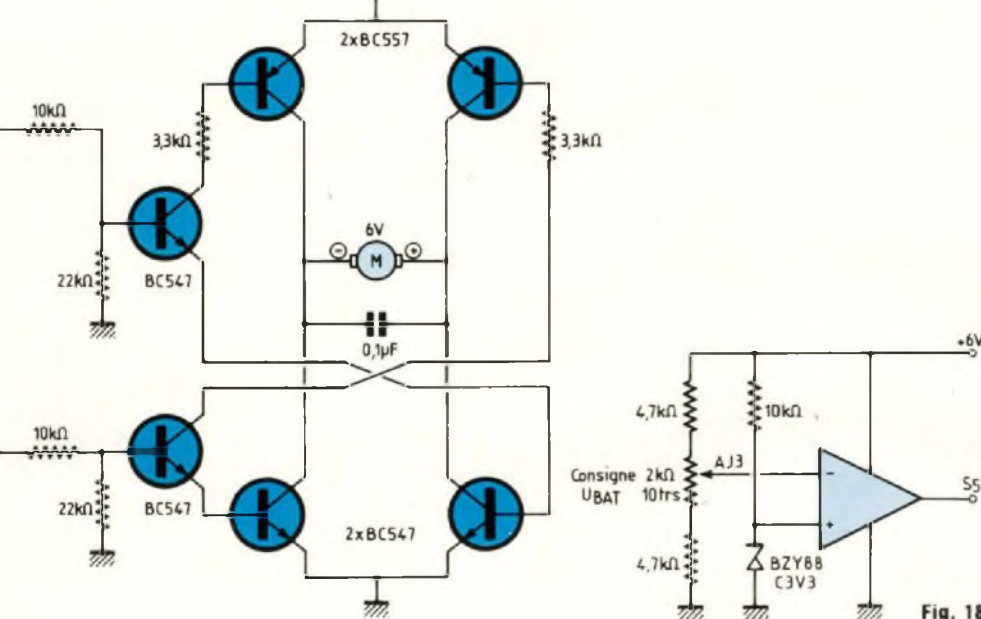 2xBC557
10kΩ
3,3kΩ
3,3kΩ
6V
22kΩ
BC547
M
0,1µF
+6V
4,7kΩ
10kΩ
10kΩ
AJ3
Consigne
UBAT
2kΩ
10trs
-
S5
22kΩ
BC547
2xBC547
+
4,7kΩ
BZY88
C3V3
Fig. 18